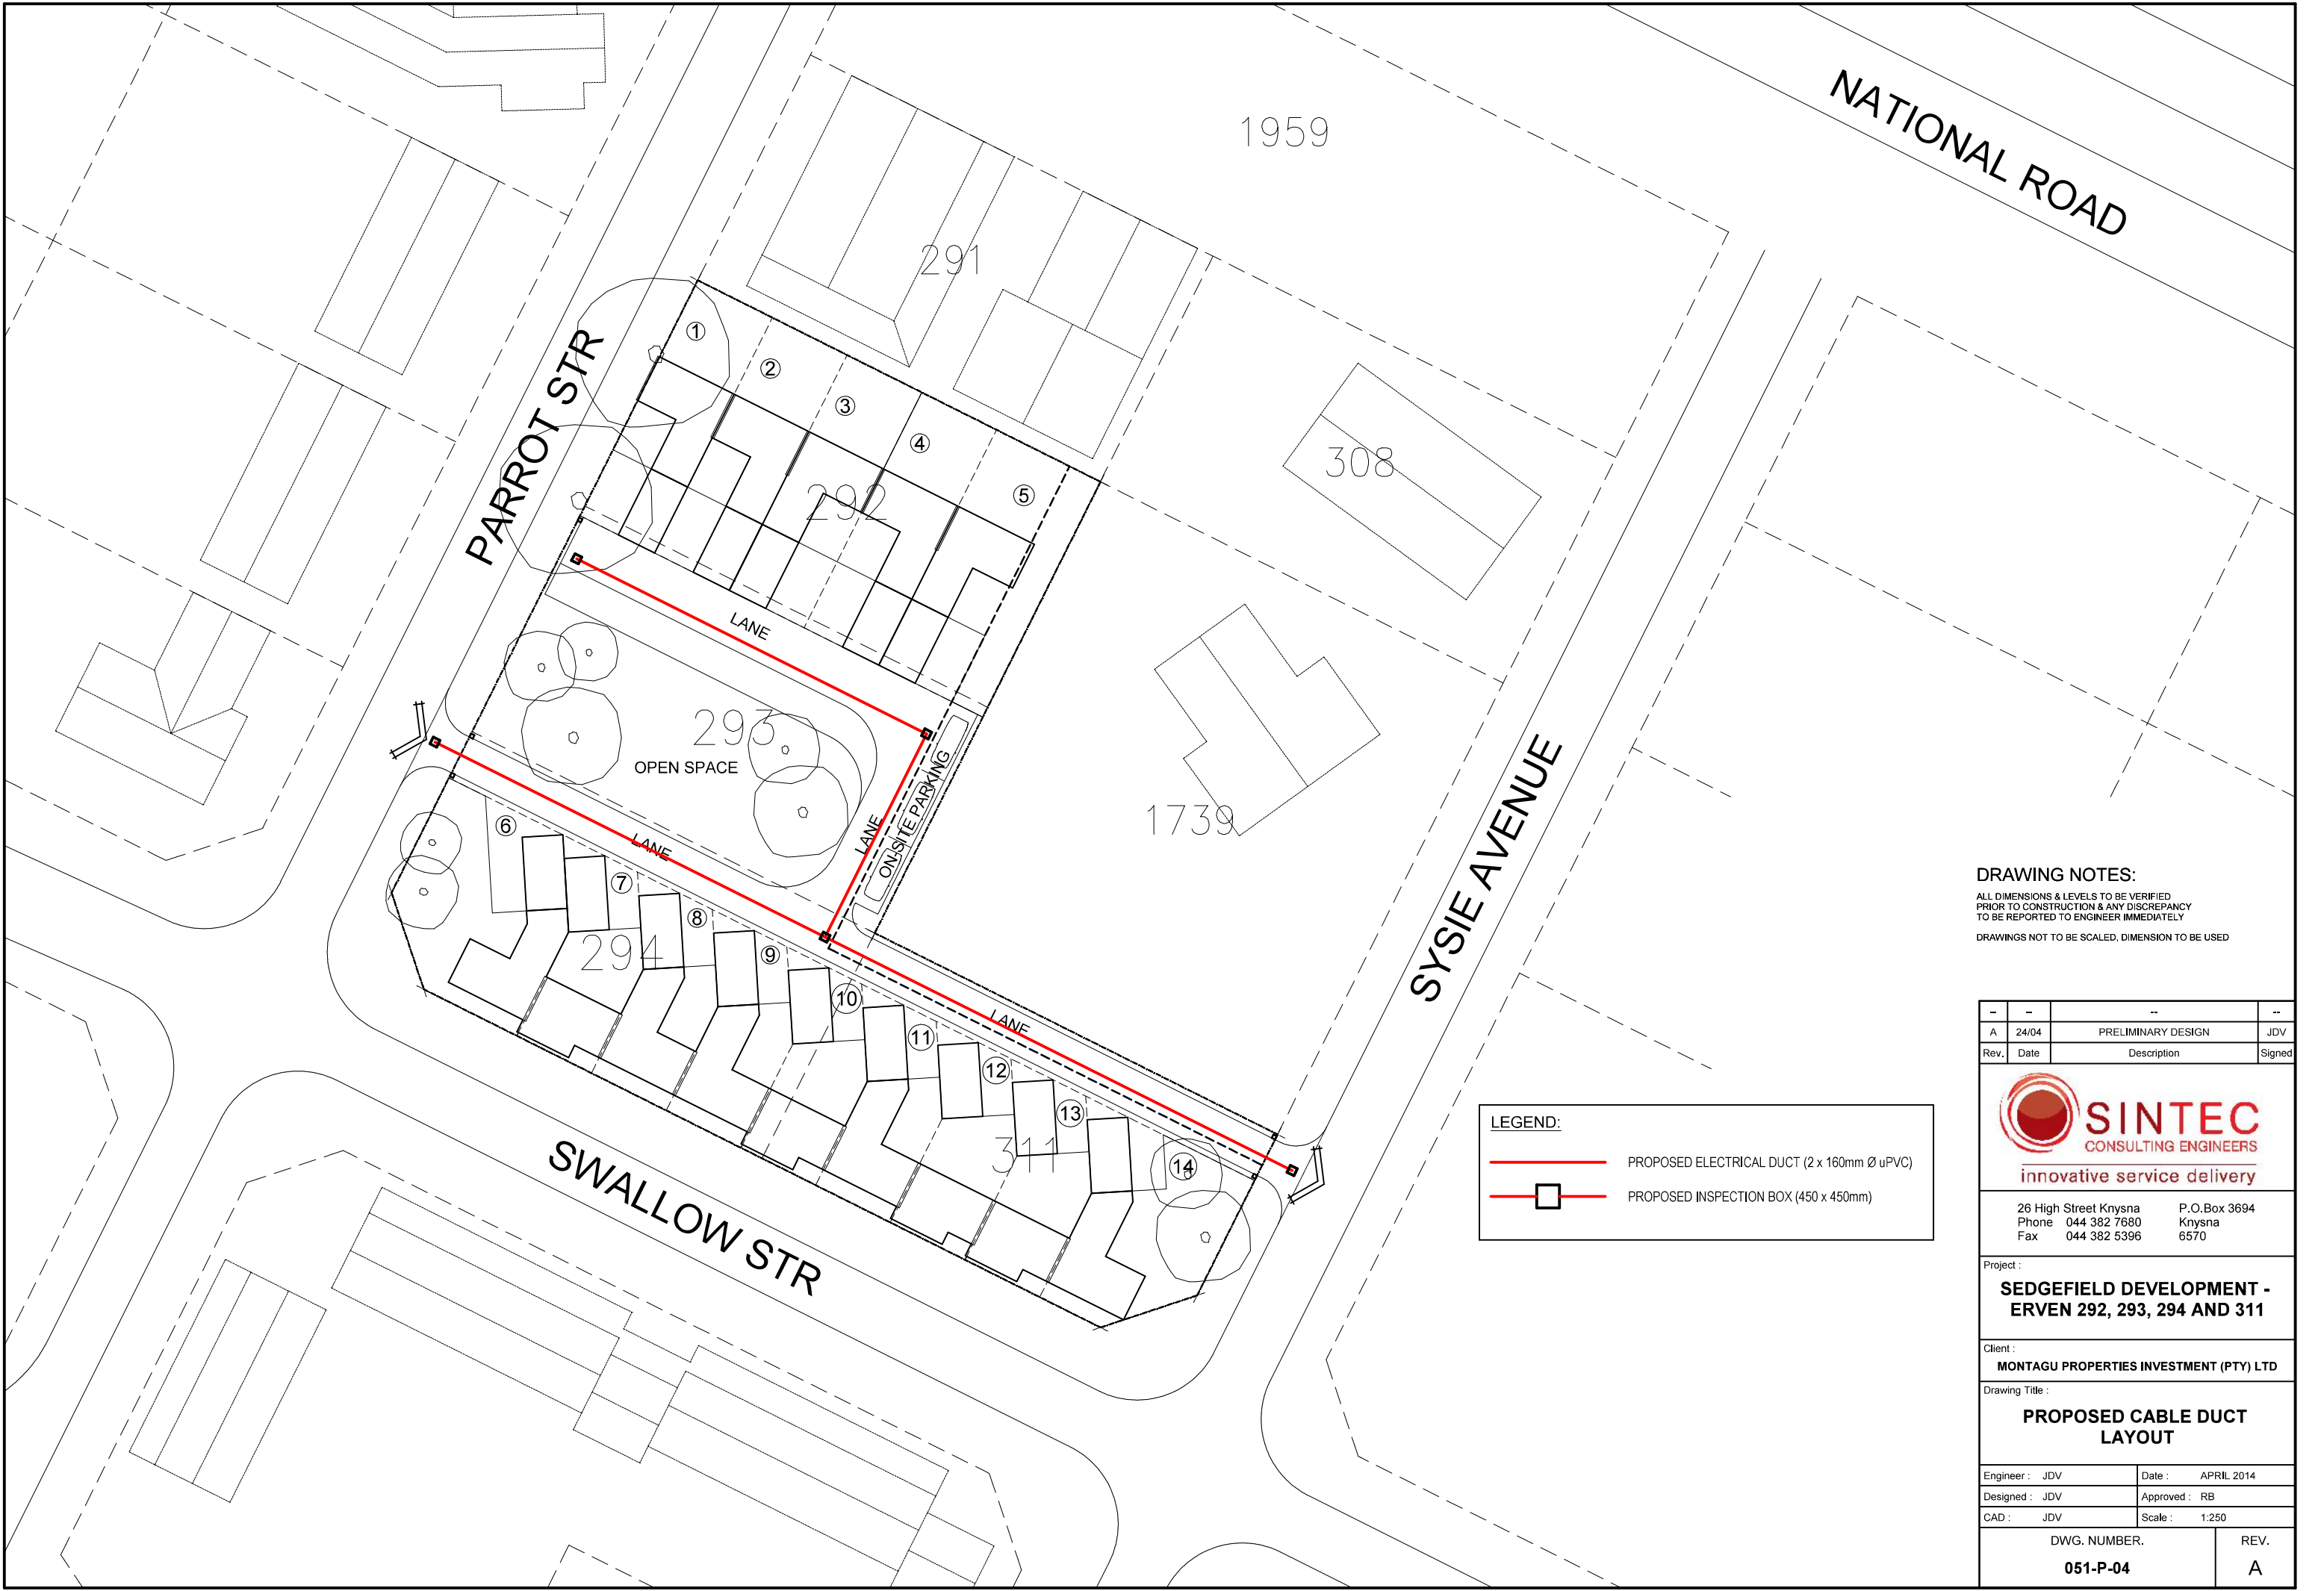 NATIONAL ROAD
1959
291
PARROT STR
①
②
③
④
⑤
292
308
LANE
293
OPEN SPACE
LANE
ON-SITE PARKING
1739
SYSIE AVENUE
⑥
LANE
⑦
⑧
⑨
⑩
⑪
⑫
⑬
⑭
294
LANE
311
SWALLOW STR
LEGEND:
PROPOSED ELECTRICAL DUCT (2 x 160mm Ø uPVC)
PROPOSED INSPECTION BOX (450 x 450mm)
DRAWING NOTES:
ALL DIMENSIONS & LEVELS TO BE VERIFIED
PRIOR TO CONSTRUCTION & ANY DISCREPANCY
TO BE REPORTED TO ENGINEER IMMEDIATELY
DRAWINGS NOT TO BE SCALED, DIMENSION TO BE USED
– – -- --
A 24/04 PRELIMINARY DESIGN JDV
Rev. Date Description Signed
SINTEC
CONSULTING ENGINEERS
innovative service delivery
26 High Street Knysna P.O.Box 3694
Phone 044 382 7680 Knysna
Fax 044 382 5396 6570
Project :
SEDGEFIELD DEVELOPMENT -
ERVEN 292, 293, 294 AND 311
Client :
MONTAGU PROPERTIES INVESTMENT (PTY) LTD
Drawing Title :
PROPOSED CABLE DUCT
LAYOUT
Engineer : JDV Date : APRIL 2014
Designed : JDV Approved : RB
CAD : JDV Scale : 1:250
DWG. NUMBER. REV.
051-P-04 A